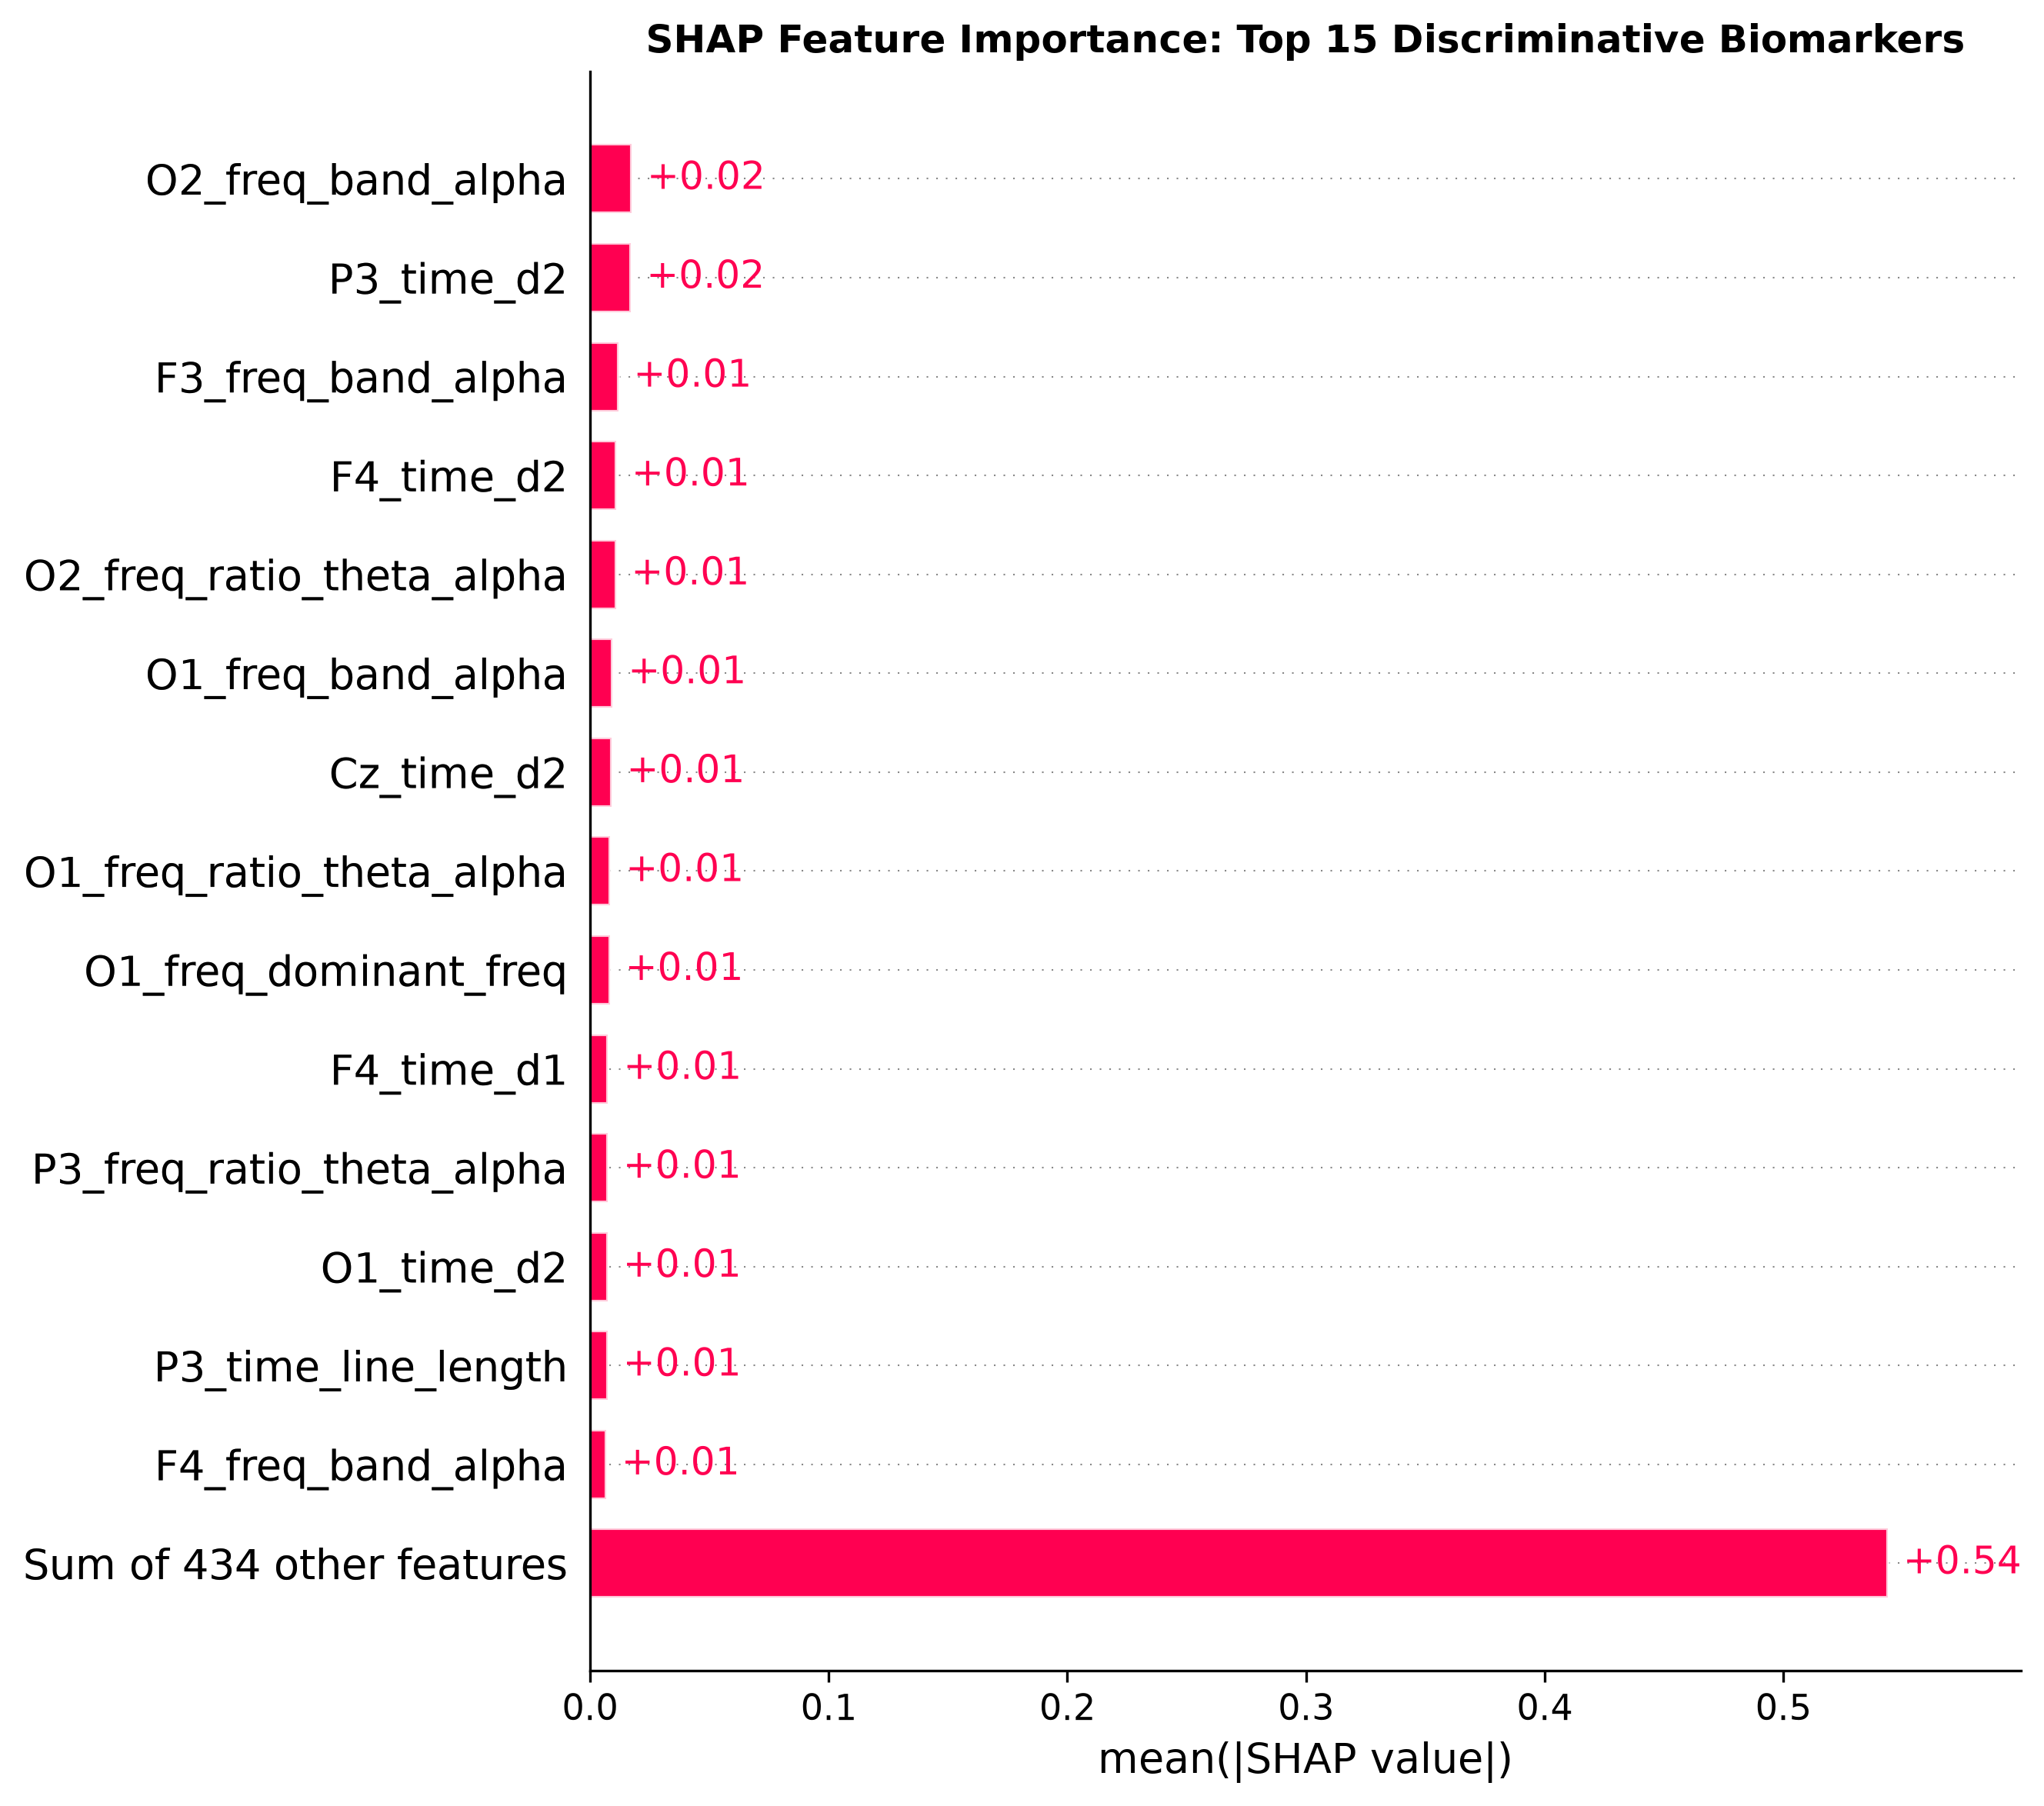 SHAP Feature Importance: Top 15 Discriminative Biomarkers
O2_freq_band_alpha +0.02
P3_time_d2 +0.02
F3_freq_band_alpha +0.01
F4_time_d2 +0.01
O2_freq_ratio_theta_alpha +0.01
O1_freq_band_alpha +0.01
Cz_time_d2 +0.01
O1_freq_ratio_theta_alpha +0.01
O1_freq_dominant_freq +0.01
F4_time_d1 +0.01
P3_freq_ratio_theta_alpha +0.01
O1_time_d2 +0.01
P3_time_line_length +0.01
F4_freq_band_alpha +0.01
Sum of 434 other features +0.54
0.0 0.1 0.2 0.3 0.4 0.5
mean(|SHAP value|)